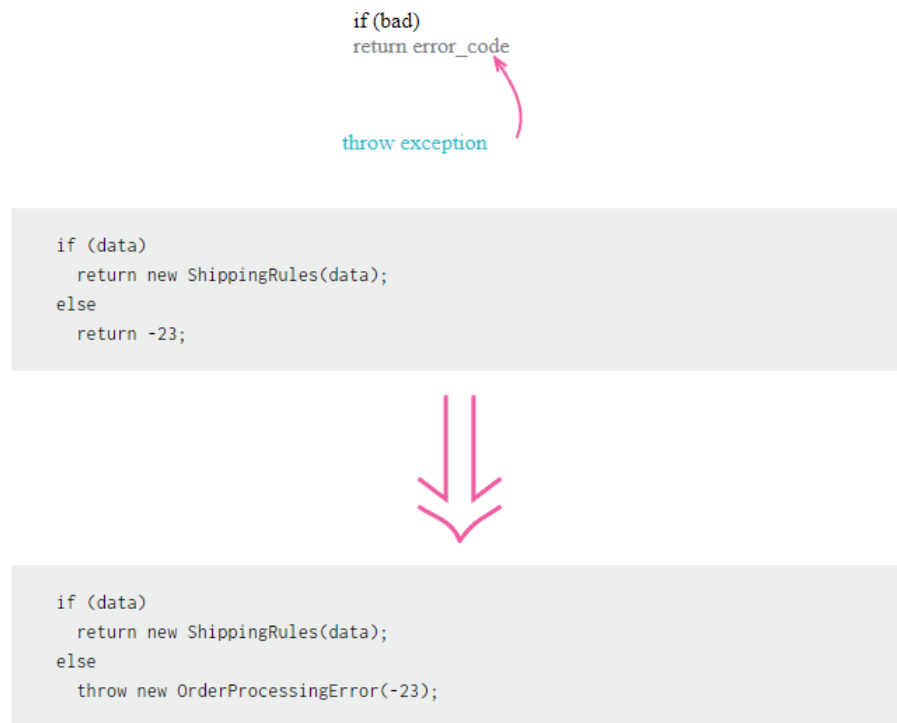 if (bad)
return error_code
throw exception
if (data)
  return new ShippingRules(data);
else
  return -23;
if (data)
  return new ShippingRules(data);
else
  throw new OrderProcessingError(-23);